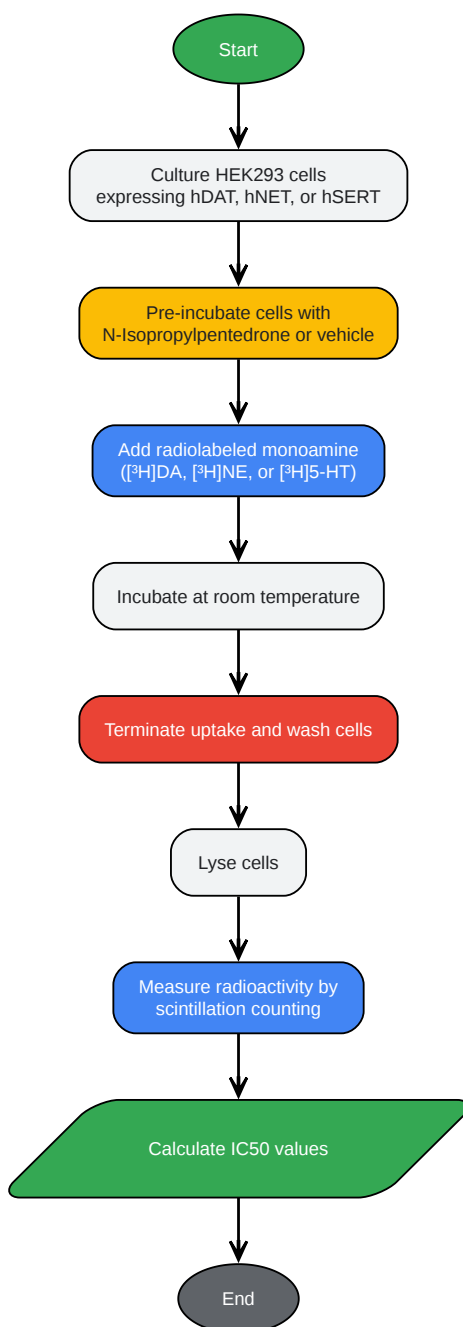 Start
Culture HEK293 cells
expressing hDAT, hNET, or hSERT
Pre-incubate cells with
N-Isopropylpentedrone or vehicle
Add radiolabeled monoamine
([³H]DA, [³H]NE, or [³H]5-HT)
Incubate at room temperature
Terminate uptake and wash cells
Lyse cells
Measure radioactivity by
scintillation counting
Calculate IC50 values
End